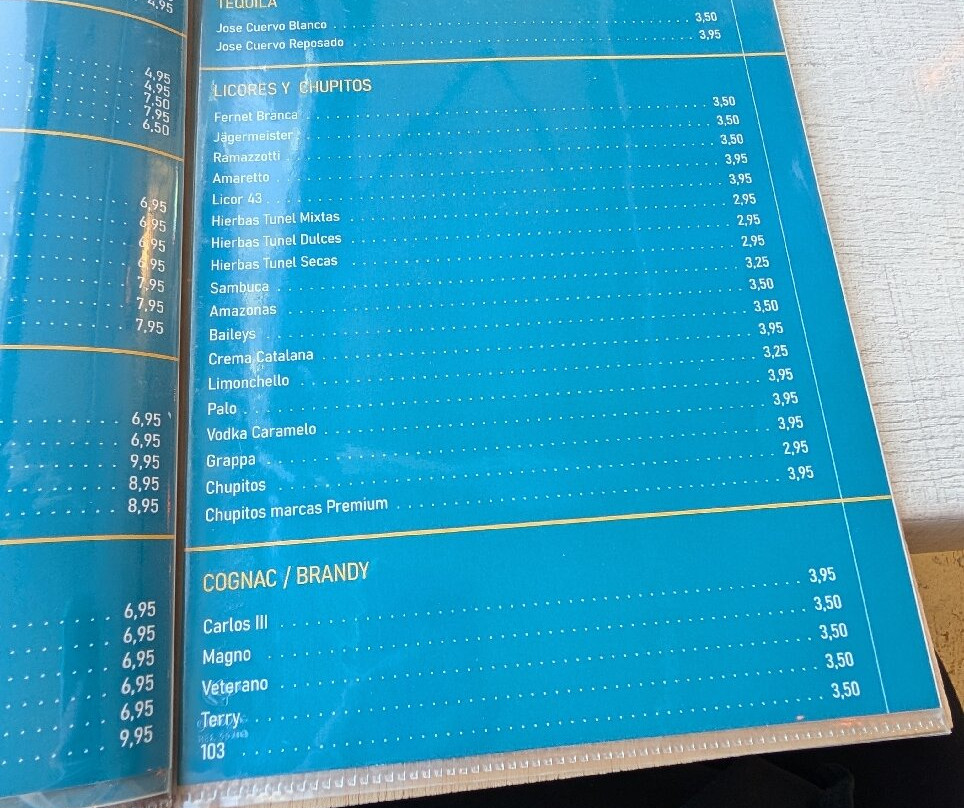 4,95
4,95
4,95
7,50
7,95
6,50
6,95
6,95
6,95
6,95
7,95
7,95
7,95
6,95
6,95
9,95
8,95
8,95
6,95
6,95
6,95
6,95
6,95
9,95
TEQUILA
Jose Cuervo Blanco 3,50
Jose Cuervo Reposado 3,95
LICORES Y CHUPITOS
Fernet Branca 3,50
Jägermeister 3,50
Ramazzotti 3,50
Amaretto 3,95
Licor 43 3,95
Hierbas Tunel Mixtas 2,95
Hierbas Tunel Dulces 2,95
Hierbas Tunel Secas 2,95
Sambuca 3,25
Amazonas 3,50
Baileys 3,50
Crema Catalana 3,95
Limonchello 3,25
Palo 3,95
Vodka Caramelo 3,95
Grappa 3,95
Chupitos 2,95
Chupitos marcas Premium 3,95
COGNAC / BRANDY
Carlos III 3,95
Magno 3,50
Veterano 3,50
Terry 3,50
103 3,50